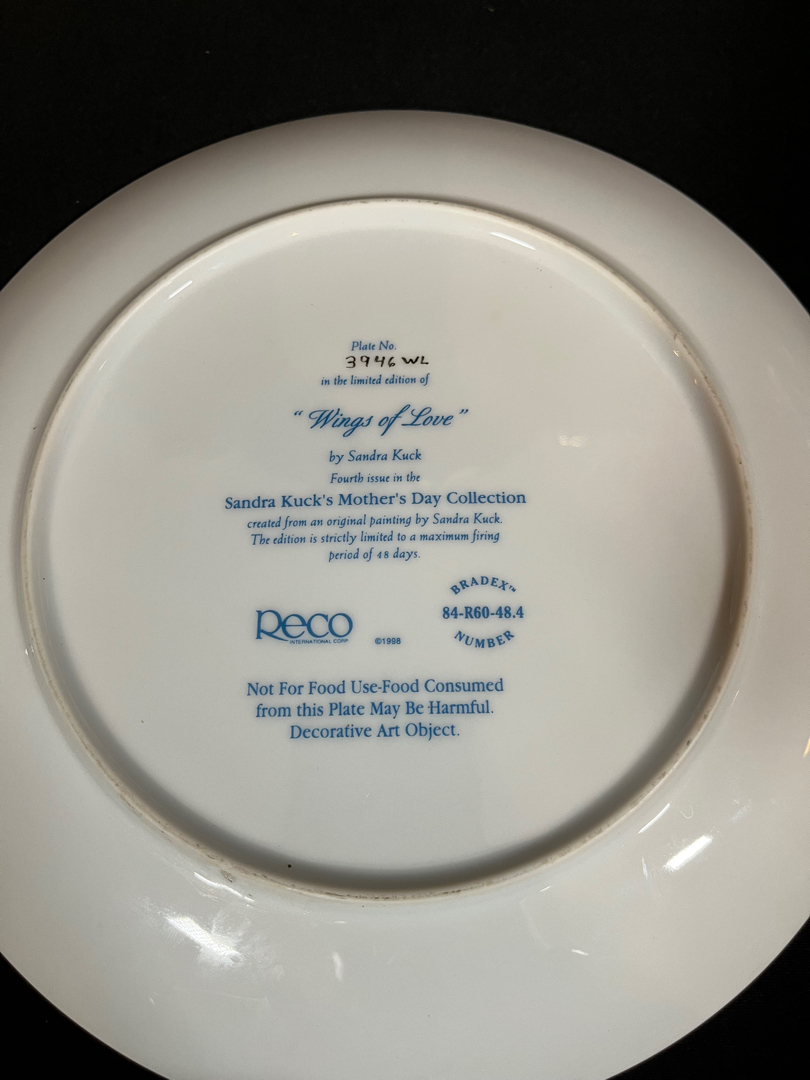 Plate No.
3946 WL
in the limited edition of
“Wings of Love”
by Sandra Kuck
Fourth issue in the
Sandra Kuck's Mother's Day Collection
created from an original painting by Sandra Kuck.
The edition is strictly limited to a maximum firing
period of 48 days.
Reco
INTERNATIONAL CORP
©1998
BRADEX™
84-R60-48.4
NUMBER
Not For Food Use-Food Consumed
from this Plate May Be Harmful.
Decorative Art Object.